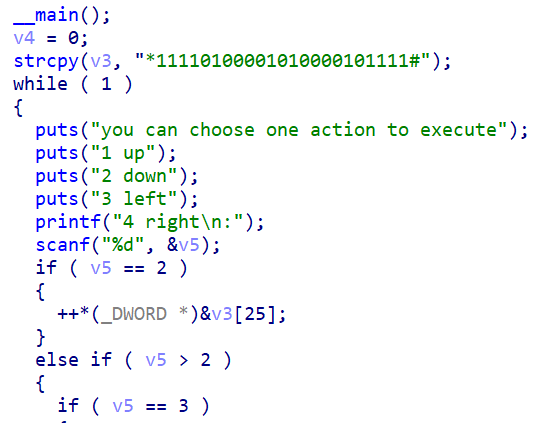 __main();
v4 = 0;
strcpy(v3, "*11110100001010000101111#");
while ( 1 )
{
puts("you can choose one action to execute");
puts("1 up");
puts("2 down");
puts("3 left");
printf("4 right\n:");
scanf("%d", &v5);
if ( v5 == 2 )
{
++*(_DWORD *)&v3[25];
}
else if ( v5 > 2 )
{
if ( v5 == 3 )